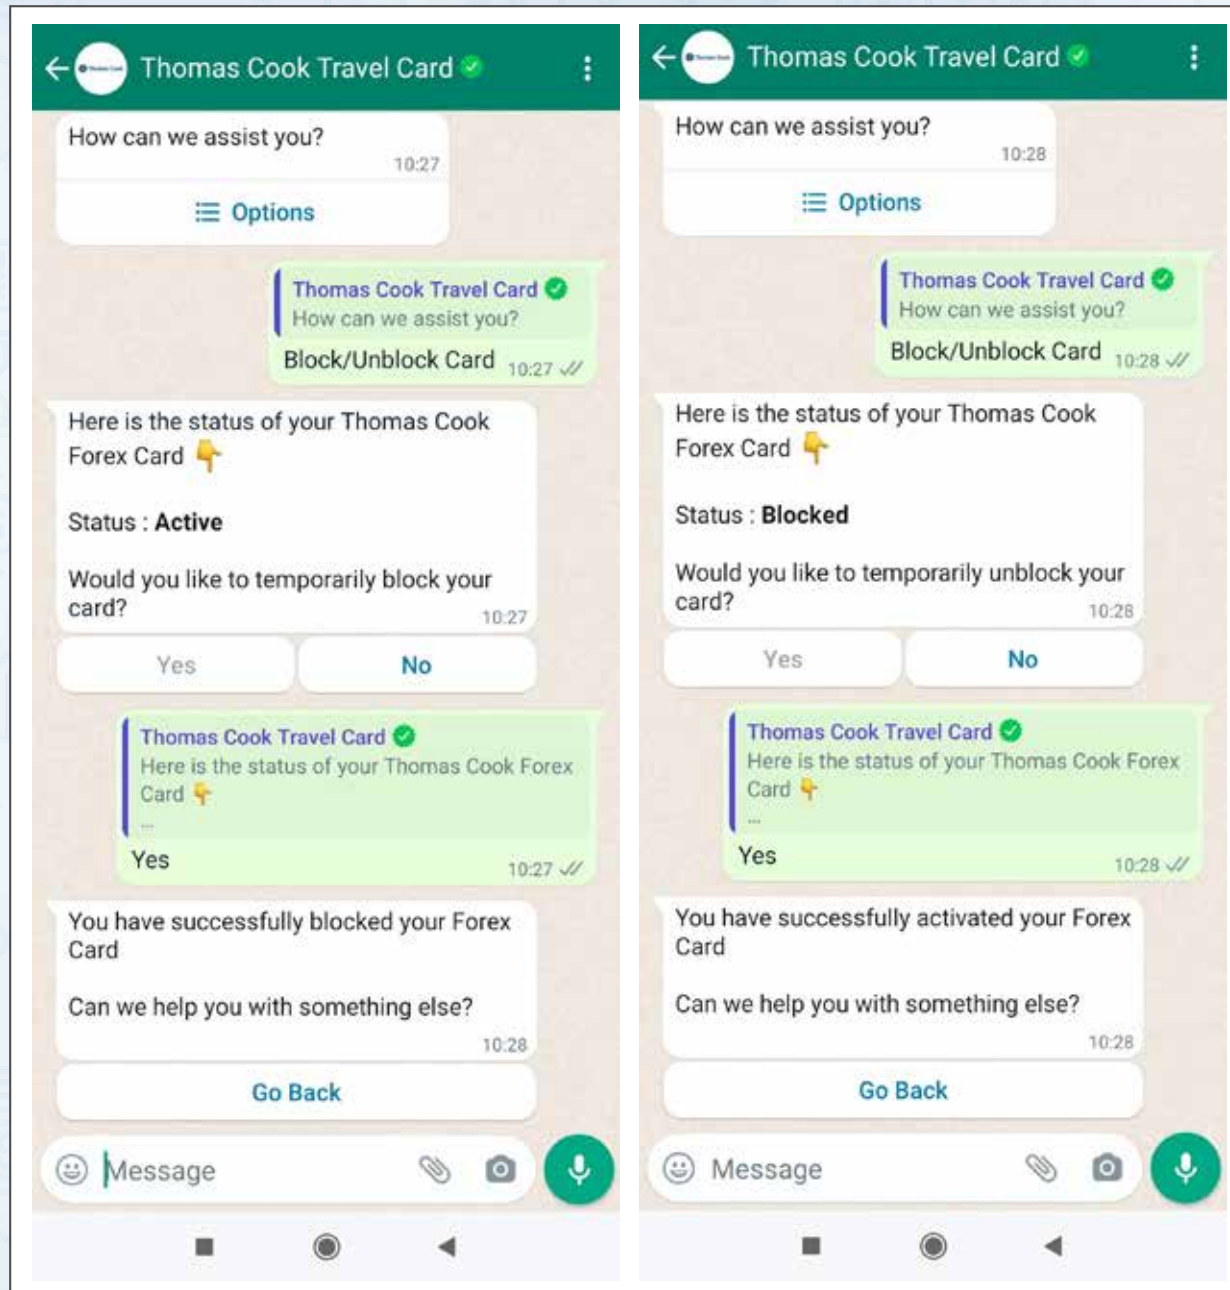 Thomas Cook Travel Card
How can we assist you?
10:27
Options
Thomas Cook Travel Card
How can we assist you?
Block/Unblock Card 10:27
Here is the status of your Thomas Cook
Forex Card 👇
Status : Active
Would you like to temporarily block your
card?
10:27
Yes
No
Thomas Cook Travel Card
Here is the status of your Thomas Cook Forex
Card 👇
...
Yes
10:27
You have successfully blocked your Forex
Card
Can we help you with something else?
10:28
Go Back
Message
Thomas Cook Travel Card
How can we assist you?
10:28
Options
Thomas Cook Travel Card
How can we assist you?
Block/Unblock Card 10:28
Here is the status of your Thomas Cook
Forex Card 👇
Status : Blocked
Would you like to temporarily unblock your
card?
10:28
Yes
No
Thomas Cook Travel Card
Here is the status of your Thomas Cook Forex
Card 👇
...
Yes
10:28
You have successfully activated your Forex
Card
Can we help you with something else?
10:28
Go Back
Message